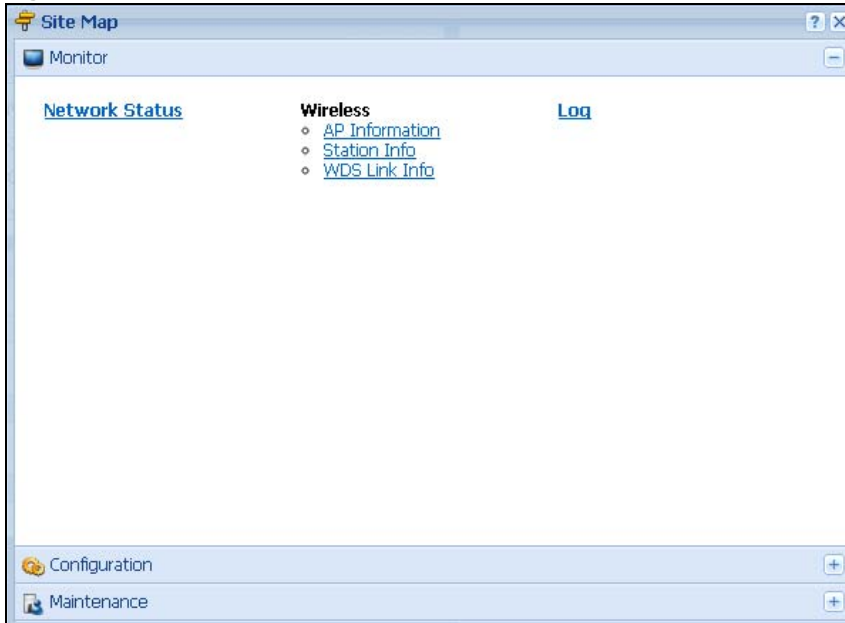 Site Map
Monitor
Network Status
Wireless
AP Information
Station Info
WDS Link Info
Log
Configuration
Maintenance